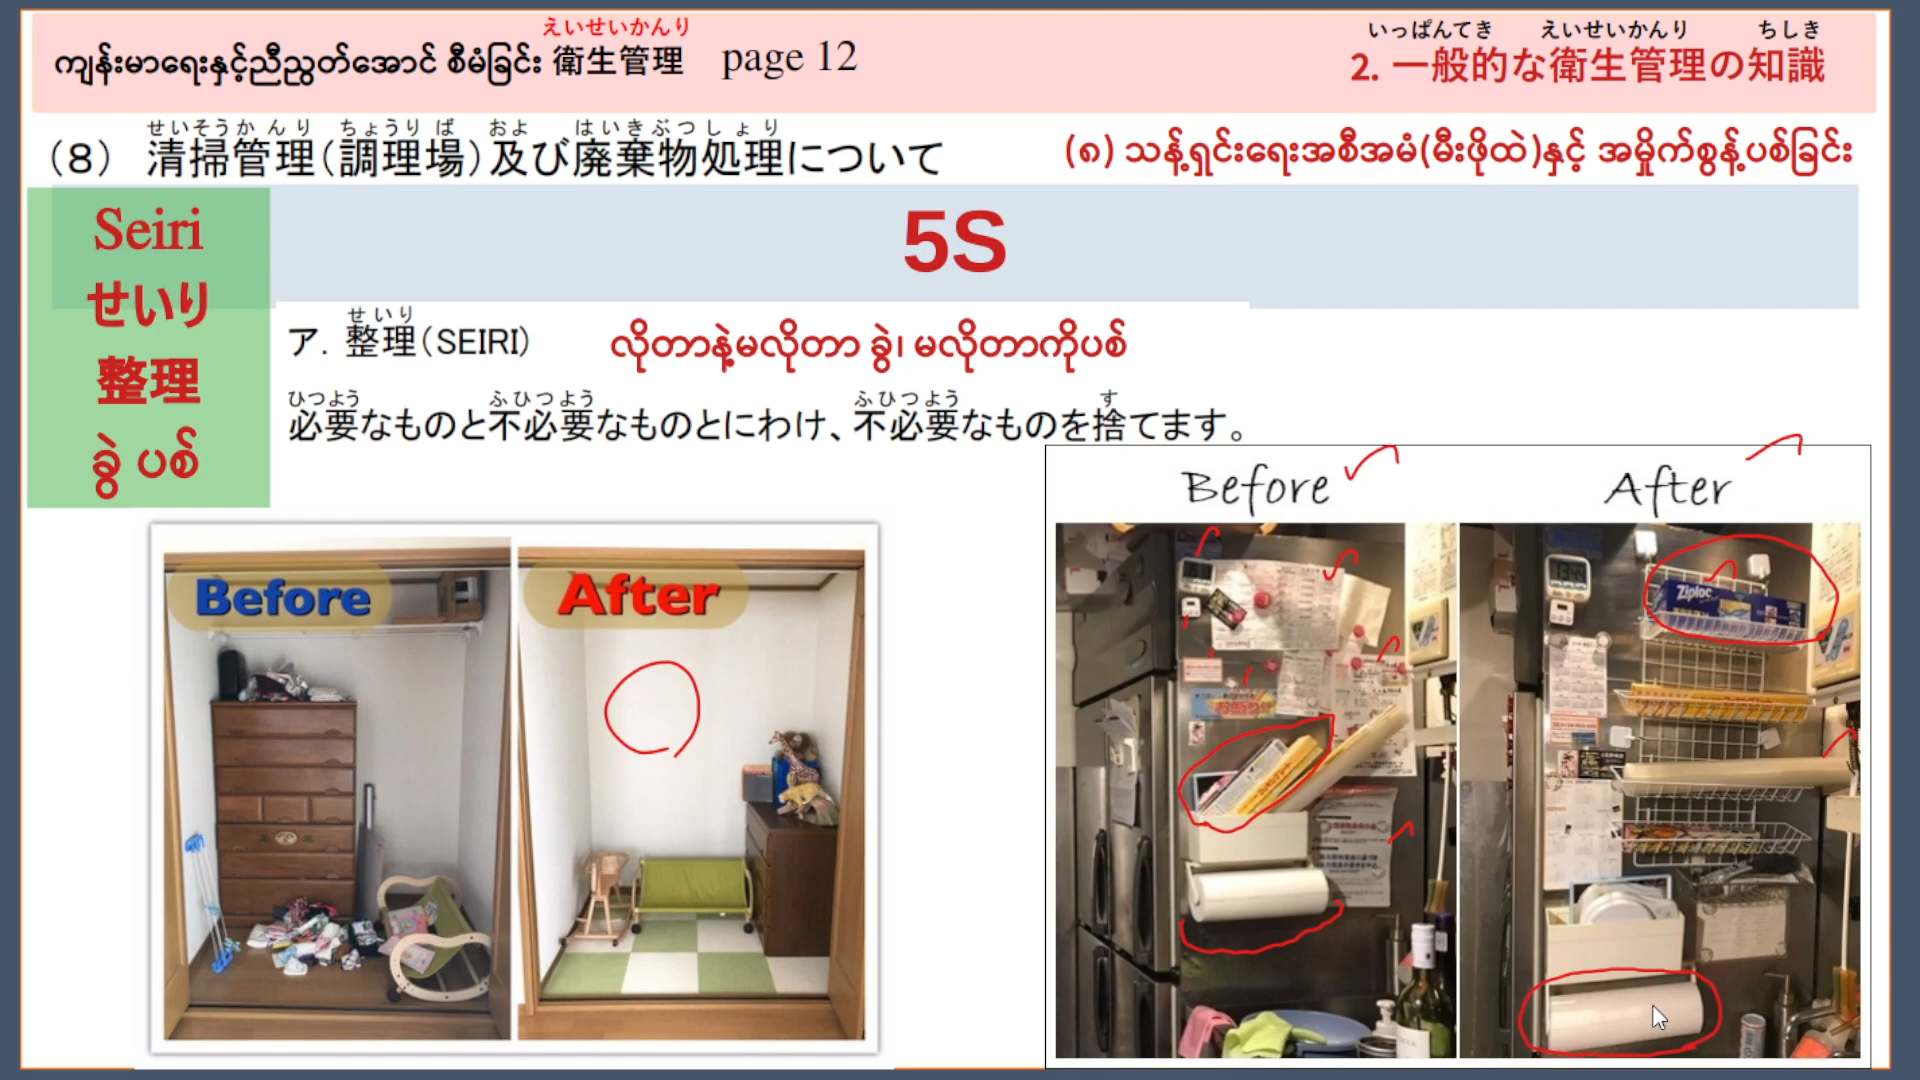 えいせいかんり
ကျန်းမာရေးနှင့်ညီညွတ်အောင် စီမံခြင်း 衛生管理 page 12
いっぱんてき えいせいかんり ちしき
2. 一般的な衛生管理の知識
せいそうかんり ちょうりば およ はいきぶつしょり
（8） 清掃管理（調理場）及び廃棄物処理について
(၈) သန့်ရှင်းရေးအစီအမံ(မီးဖိုထဲ)နှင့် အမှိုက်စွန့်ပစ်ခြင်း
Seiri
せいり
整理
ခွဲ ပစ်
5S
せいり
ア. 整理（SEIRI） လိုတာနဲ့မလိုတာ ခွဲ၊ မလိုတာကိုပစ်
ひつよう ふひつよう ふひつよう す
必要なものと不必要なものとにわけ、不必要なものを捨てます。
Before After
Before After
Ziploc